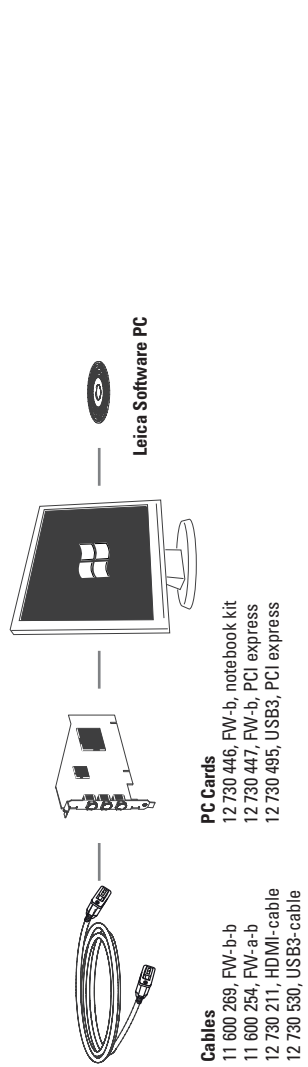 Cables
11 600 269, FW-b-b
11 600 254, FW-a-b
12 730 211, HDMI-cable
12 730 530, USB3-cable
PC Cards
12 730 446, FW-b, notebook kit
12 730 447, FW-b, PCI express
12 730 495, USB3, PCI express
Leica Software PC